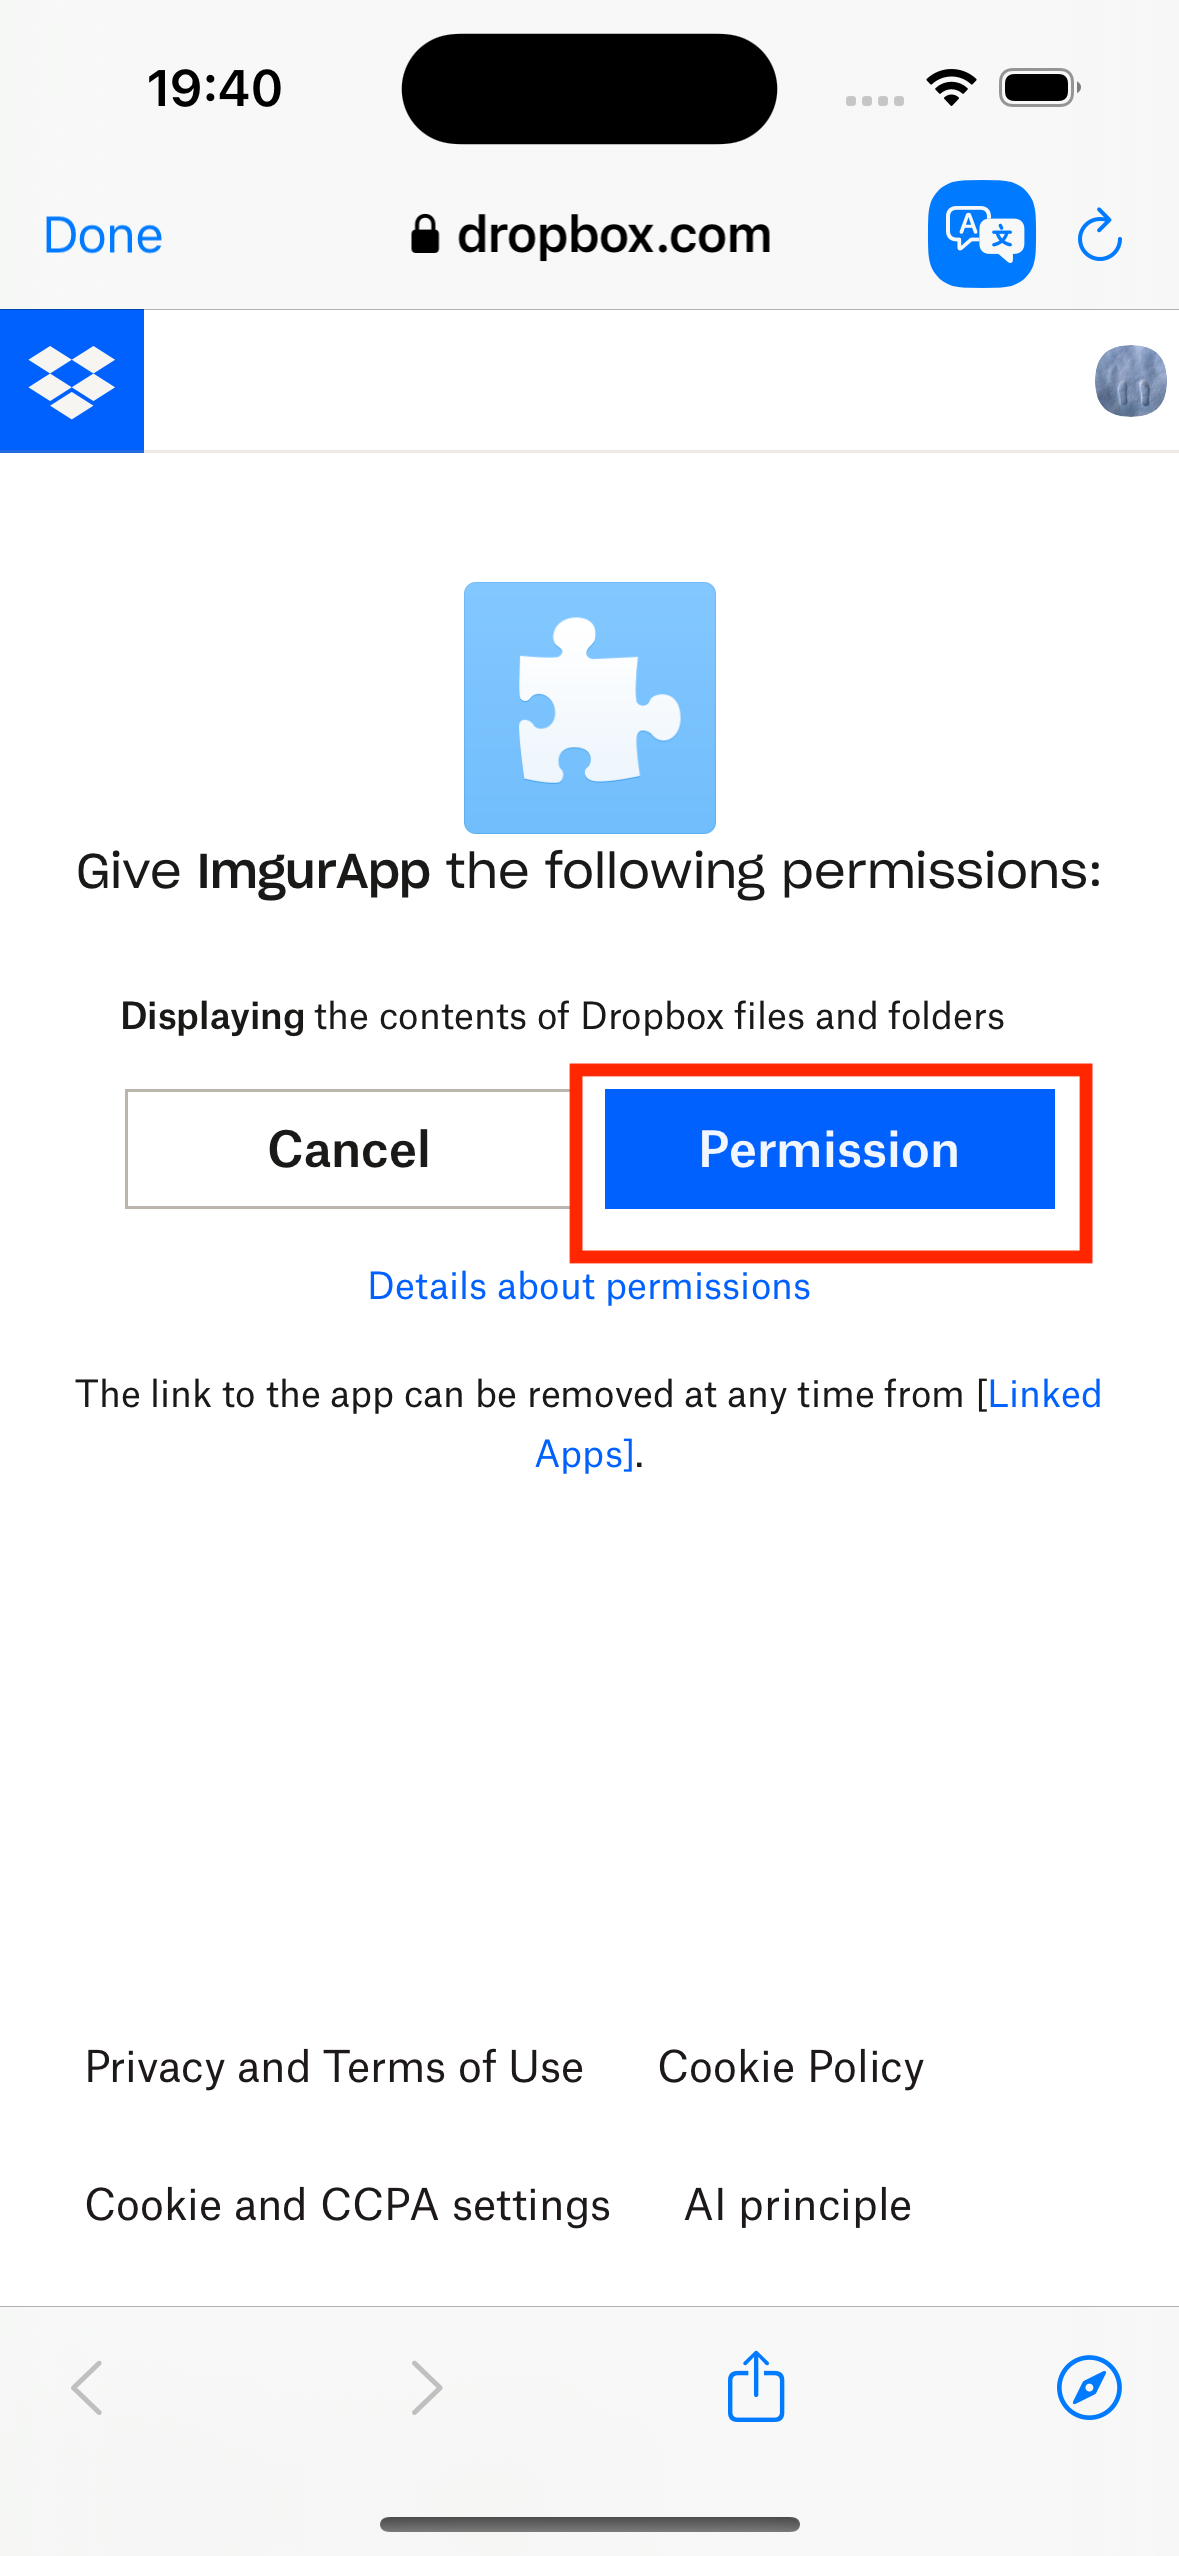 19:40
Done
dropbox.com
A 文
Give ImgurApp the following permissions:
Displaying the contents of Dropbox files and folders
Cancel
Permission
Details about permissions
The link to the app can be removed at any time from [Linked
Apps].
Privacy and Terms of Use
Cookie Policy
Cookie and CCPA settings
AI principle